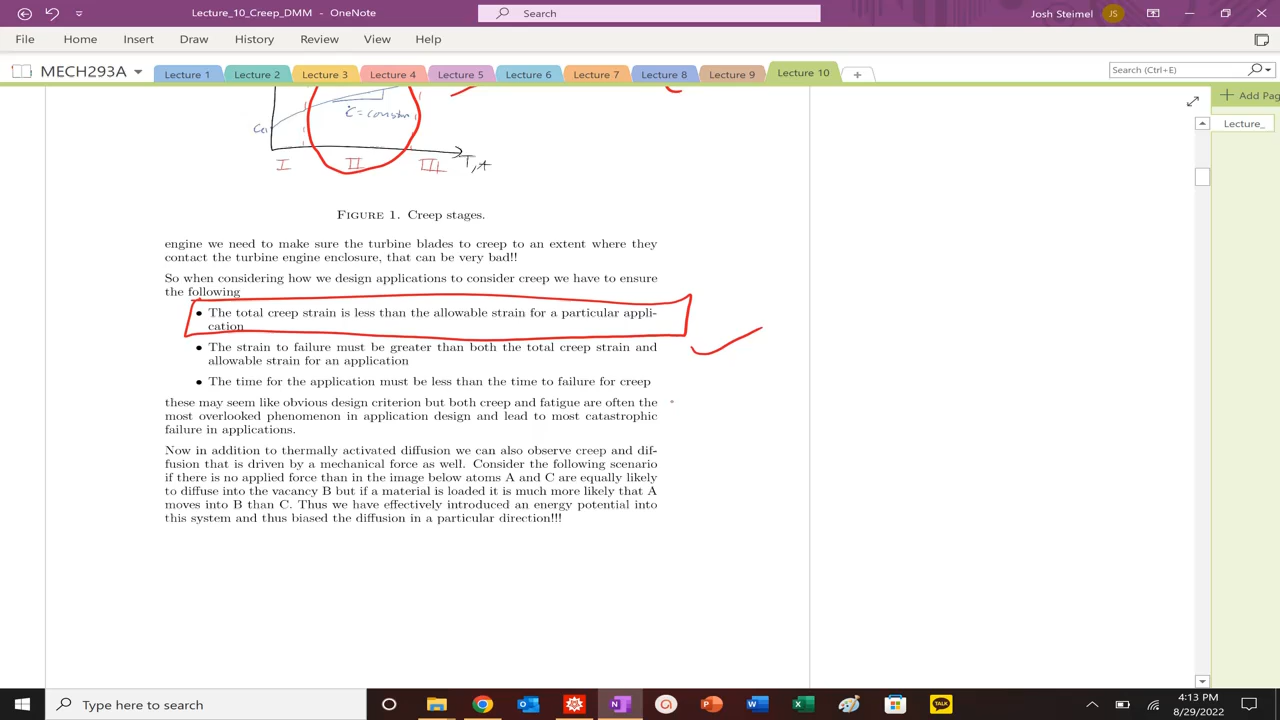 Lecture_10_Creep_DMM - OneNote
Search
Josh Steimel JS
File Home Insert Draw History Review View Help
MECH293A Lecture 1 Lecture 2 Lecture 3 Lecture 4 Lecture 5 Lecture 6 Lecture 7 Lecture 8 Lecture 9 Lecture 10 Search (Ctrl+E)
Add Pag
Lecture_
I II III
FIGURE 1. Creep stages.
engine we need to make sure the turbine blades to creep to an extent where they
contact the turbine engine enclosure, that can be very bad!!
So when considering how we design applications to consider creep we have to ensure
the following
• The total creep strain is less than the allowable strain for a particular appli-
cation
• The strain to failure must be greater than both the total creep strain and
allowable strain for an application
• The time for the application must be less than the time to failure for creep
these may seem like obvious design criterion but both creep and fatigue are often the
most overlooked phenomenon in application design and lead to most catastrophic
failure in applications.
Now in addition to thermally activated diffusion we can also observe creep and dif-
fusion that is driven by a mechanical force as well. Consider the following scenario
if there is no applied force than in the image below atoms A and C are equally likely
to diffuse into the vacancy B but if a material is loaded it is much more likely that A
moves into B than C. Thus we have effectively introduced an energy potential into
this system and thus biased the diffusion in a particular direction!!!
Type here to search
TALK
4:13 PM
8/29/2022